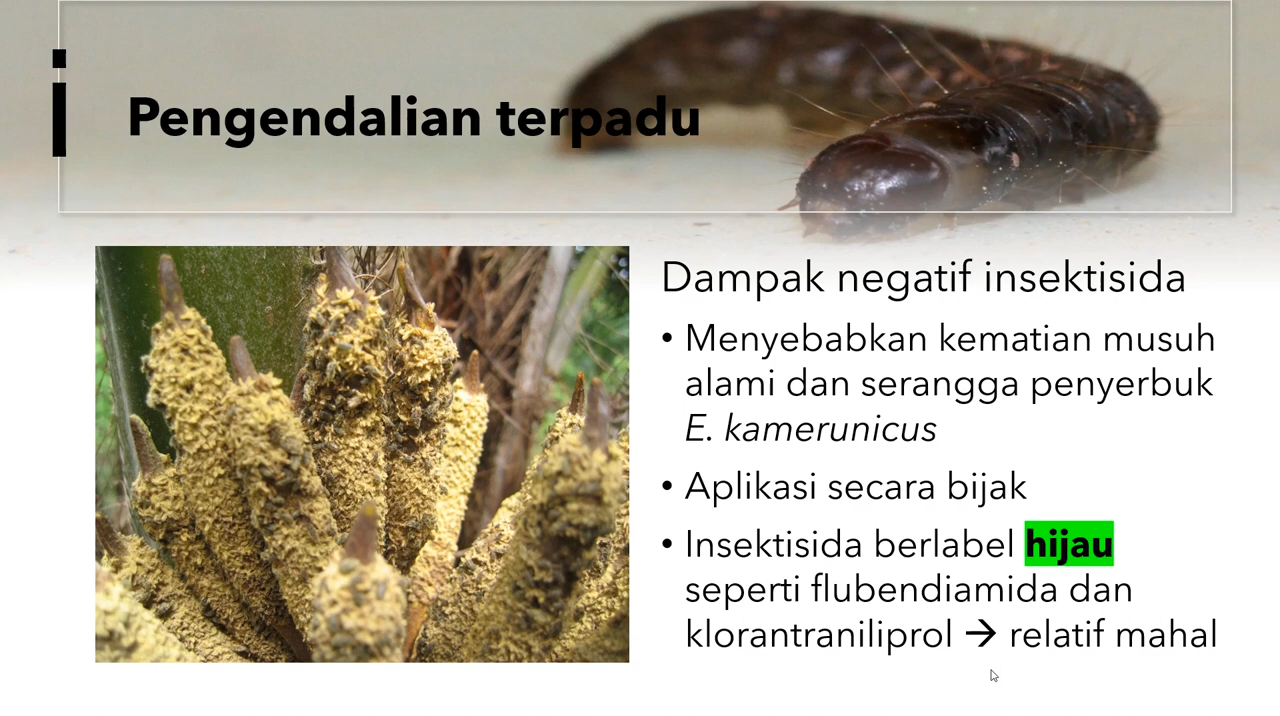 i
Pengendalian terpadu
Dampak negatif insektisida
• Menyebabkan kematian musuh
alami dan serangga penyerbuk
E. kamerunicus
• Aplikasi secara bijak
• Insektisida berlabel hijau
seperti flubendiamida dan
klorantraniliprol → relatif mahal